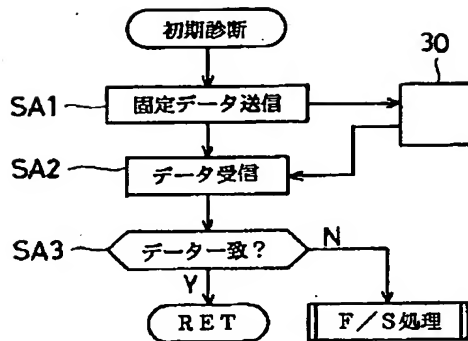 初期診断
30
SA1
固定データ送信
SA2
データ受信
SA3
データ一致?
N
Y
RET
F/S処理